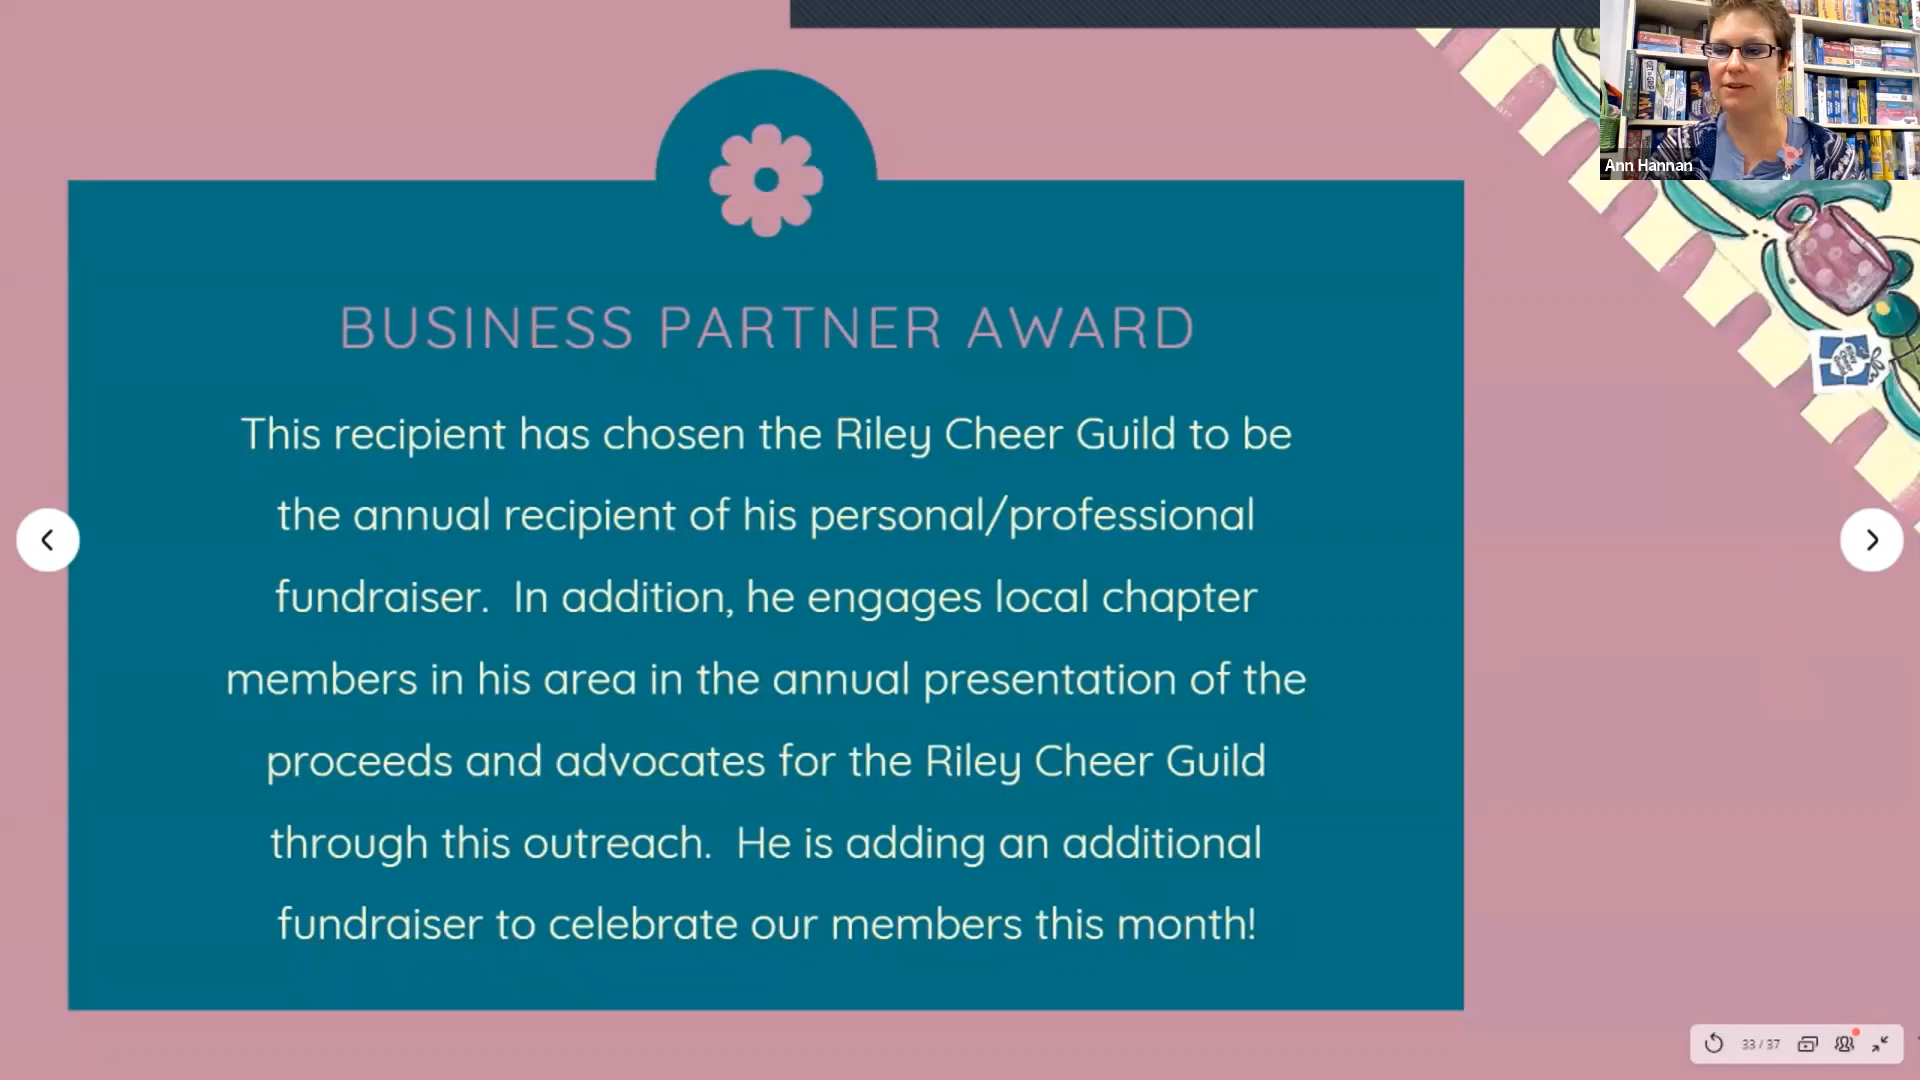 Ann Hannan
BUSINESS PARTNER AWARD
This recipient has chosen the Riley Cheer Guild to be
the annual recipient of his personal/professional
fundraiser.  In addition, he engages local chapter
members in his area in the annual presentation of the
proceeds and advocates for the Riley Cheer Guild
through this outreach.  He is adding an additional
fundraiser to celebrate our members this month!
33 / 37